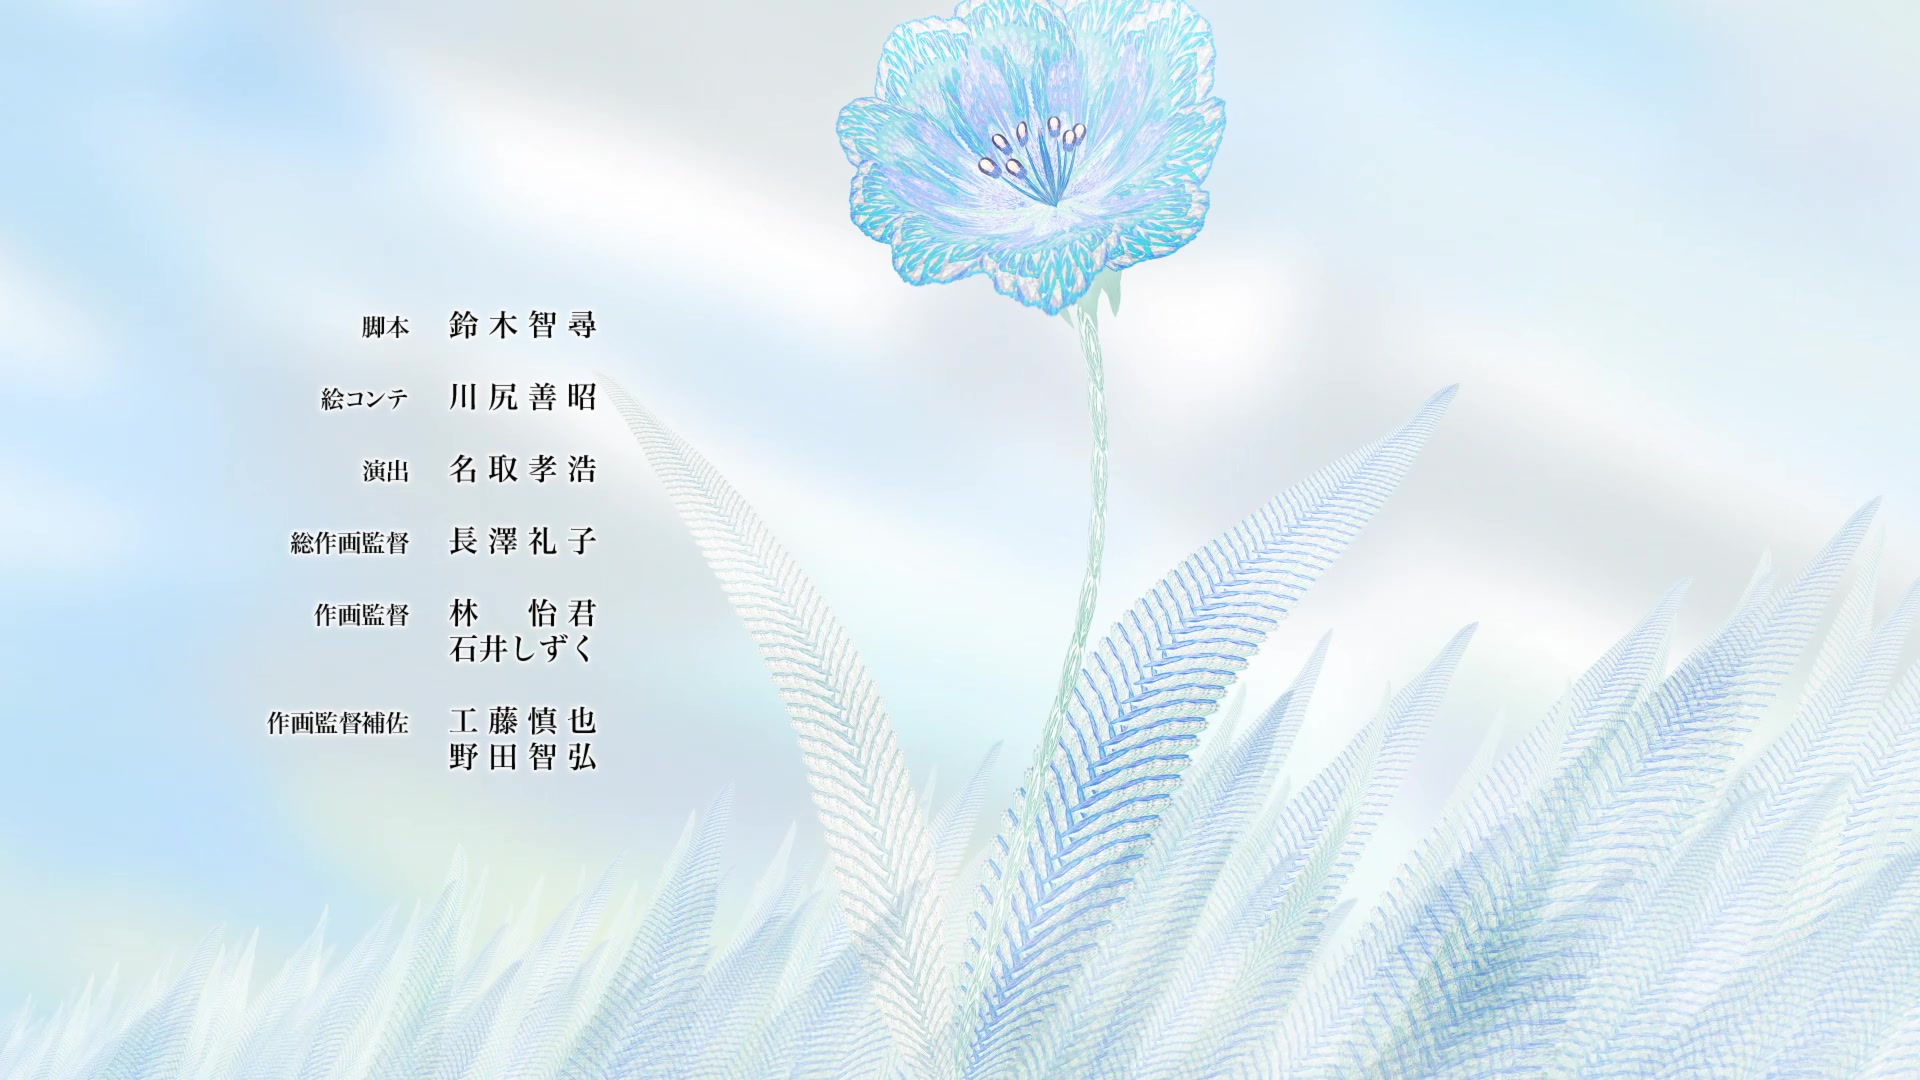 脚本 鈴木智尋
絵コンテ 川尻善昭
演出 名取孝浩
総作画監督 長澤礼子
作画監督 林 怡君
石井しずく
作画監督補佐 工藤慎也
野田智弘